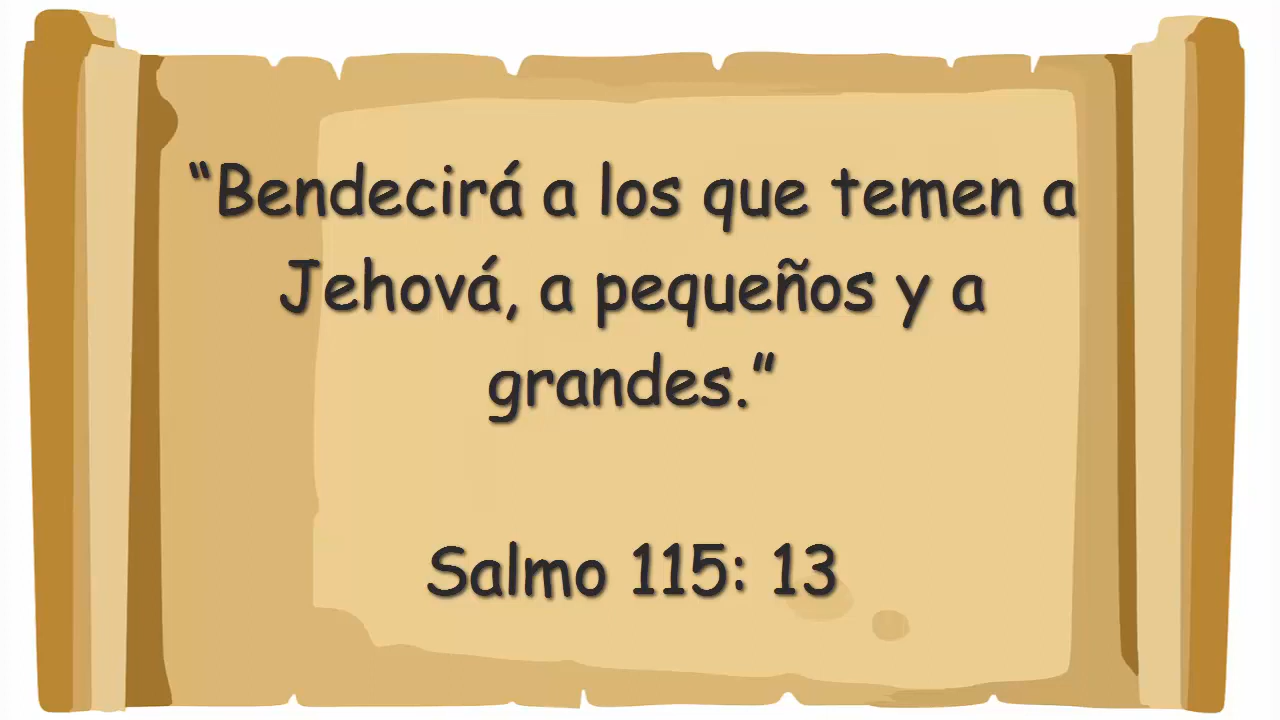 “Bendecirá a los que temen a
Jehová, a pequeños y a
grandes.”
Salmo 115: 13